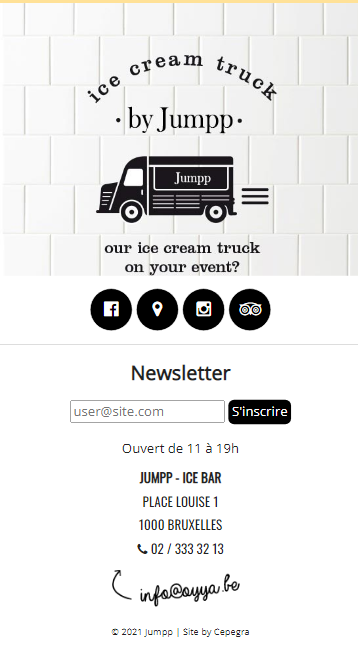 ice cream truck
• by Jumpp •
Jumpp
our ice cream truck
on your event?
Newsletter
user@site.com S'inscrire
Ouvert de 11 à 19h
JUMPP - ICE BAR
PLACE LOUISE 1
1000 BRUXELLES
02 / 333 32 13
info@oyya.be
© 2021 Jumpp | Site by Cepegra